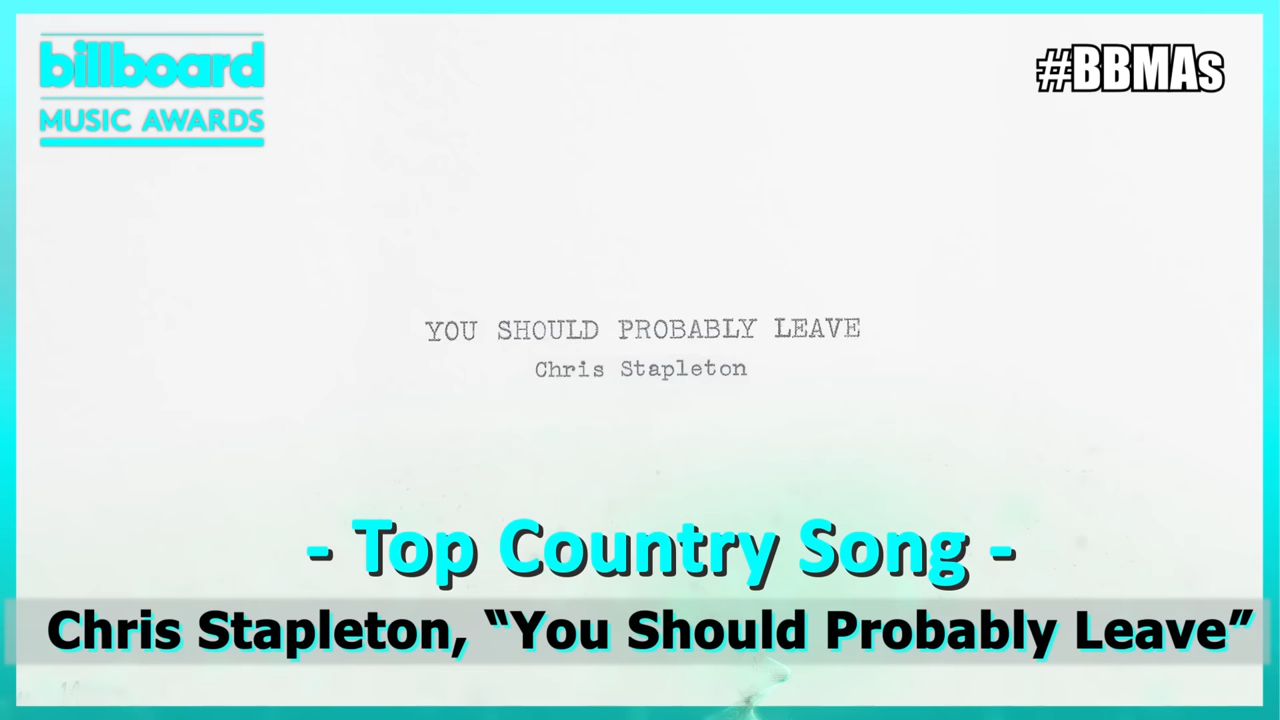 billboard
MUSIC AWARDS
#BBMAs
YOU SHOULD PROBABLY LEAVE
Chris Stapleton
- Top Country Song -
Chris Stapleton, “You Should Probably Leave”